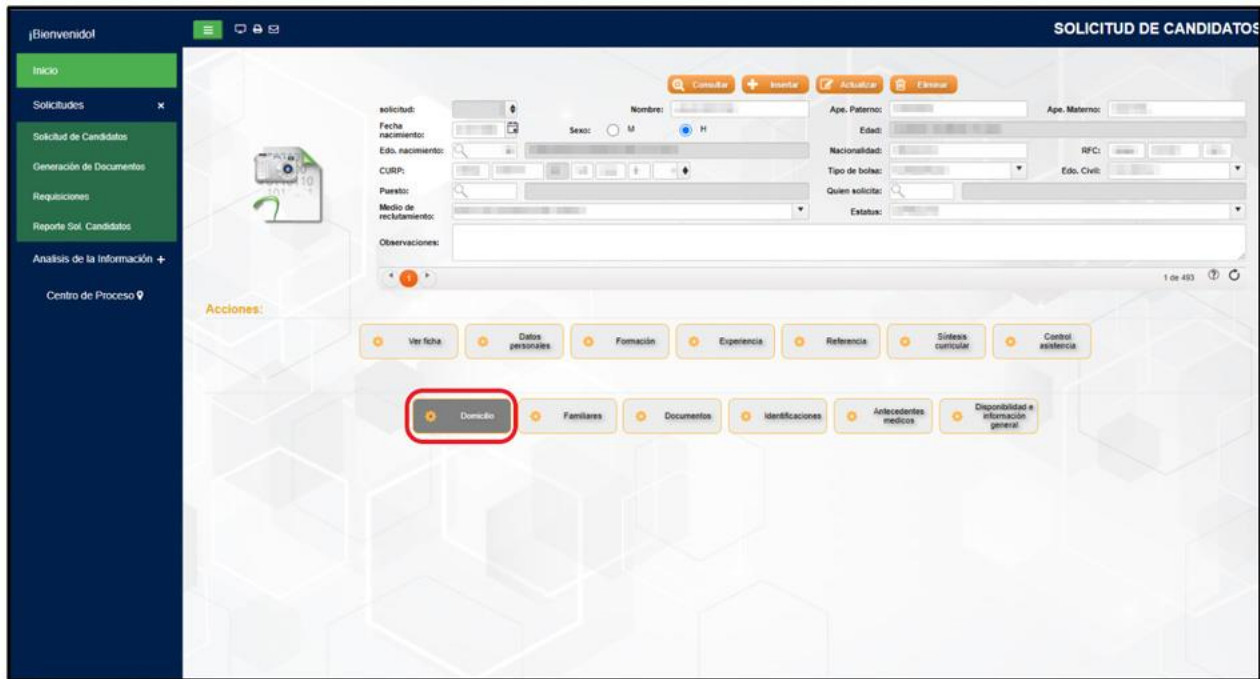 ¡Bienvenido!
SOLICITUD DE CANDIDATOS
Inicio
Solicitudes
Solicitud de Candidatos
Generación de Documentos
Requisiciones
Reporte Sol. Candidatos
Analisis de la Información +
Centro de Proceso
Consultar Insertar Actualizar Eliminar
solicitud: Nombre: Ape. Paterno: Ape. Materno:
Fecha nacimiento: Sexo: M H Edad:
Edo. nacimiento: Nacionalidad: RFC:
CURP: Tipo de bolsa: Edo. Civil:
Puesto: Quien solicita:
Medio de reclutamiento: Estatus:
Observaciones:
1 1 de 493
Acciones:
Ver ficha Datos personales Formación Experiencia Referencia Síntesis curricular Control asistencia
Domicilio Familiares Documentos Identificaciones Antecedentes medicos Disponibilidad e información general